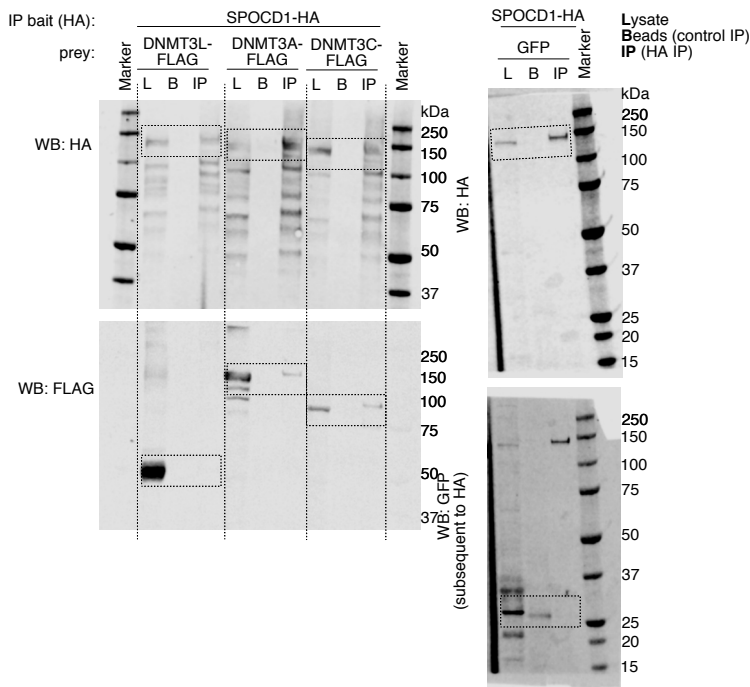 IP bait (HA):
SPOCD1-HA
prey:
DNMT3L-
FLAG
DNMT3A-
FLAG
DNMT3C-
FLAG
Marker
L B IP L B IP L B IP
Marker
kDa
WB: HA
250
150
100
75
50
37
WB: FLAG
250
150
100
75
50
37
SPOCD1-HA
GFP
L B IP
Marker
Lysate
Beads (control IP)
IP (HA IP)
kDa
WB: HA
250
150
100
75
50
37
25
20
15
WB: GFP
(subsequent to HA)
250
150
100
75
50
37
25
20
15